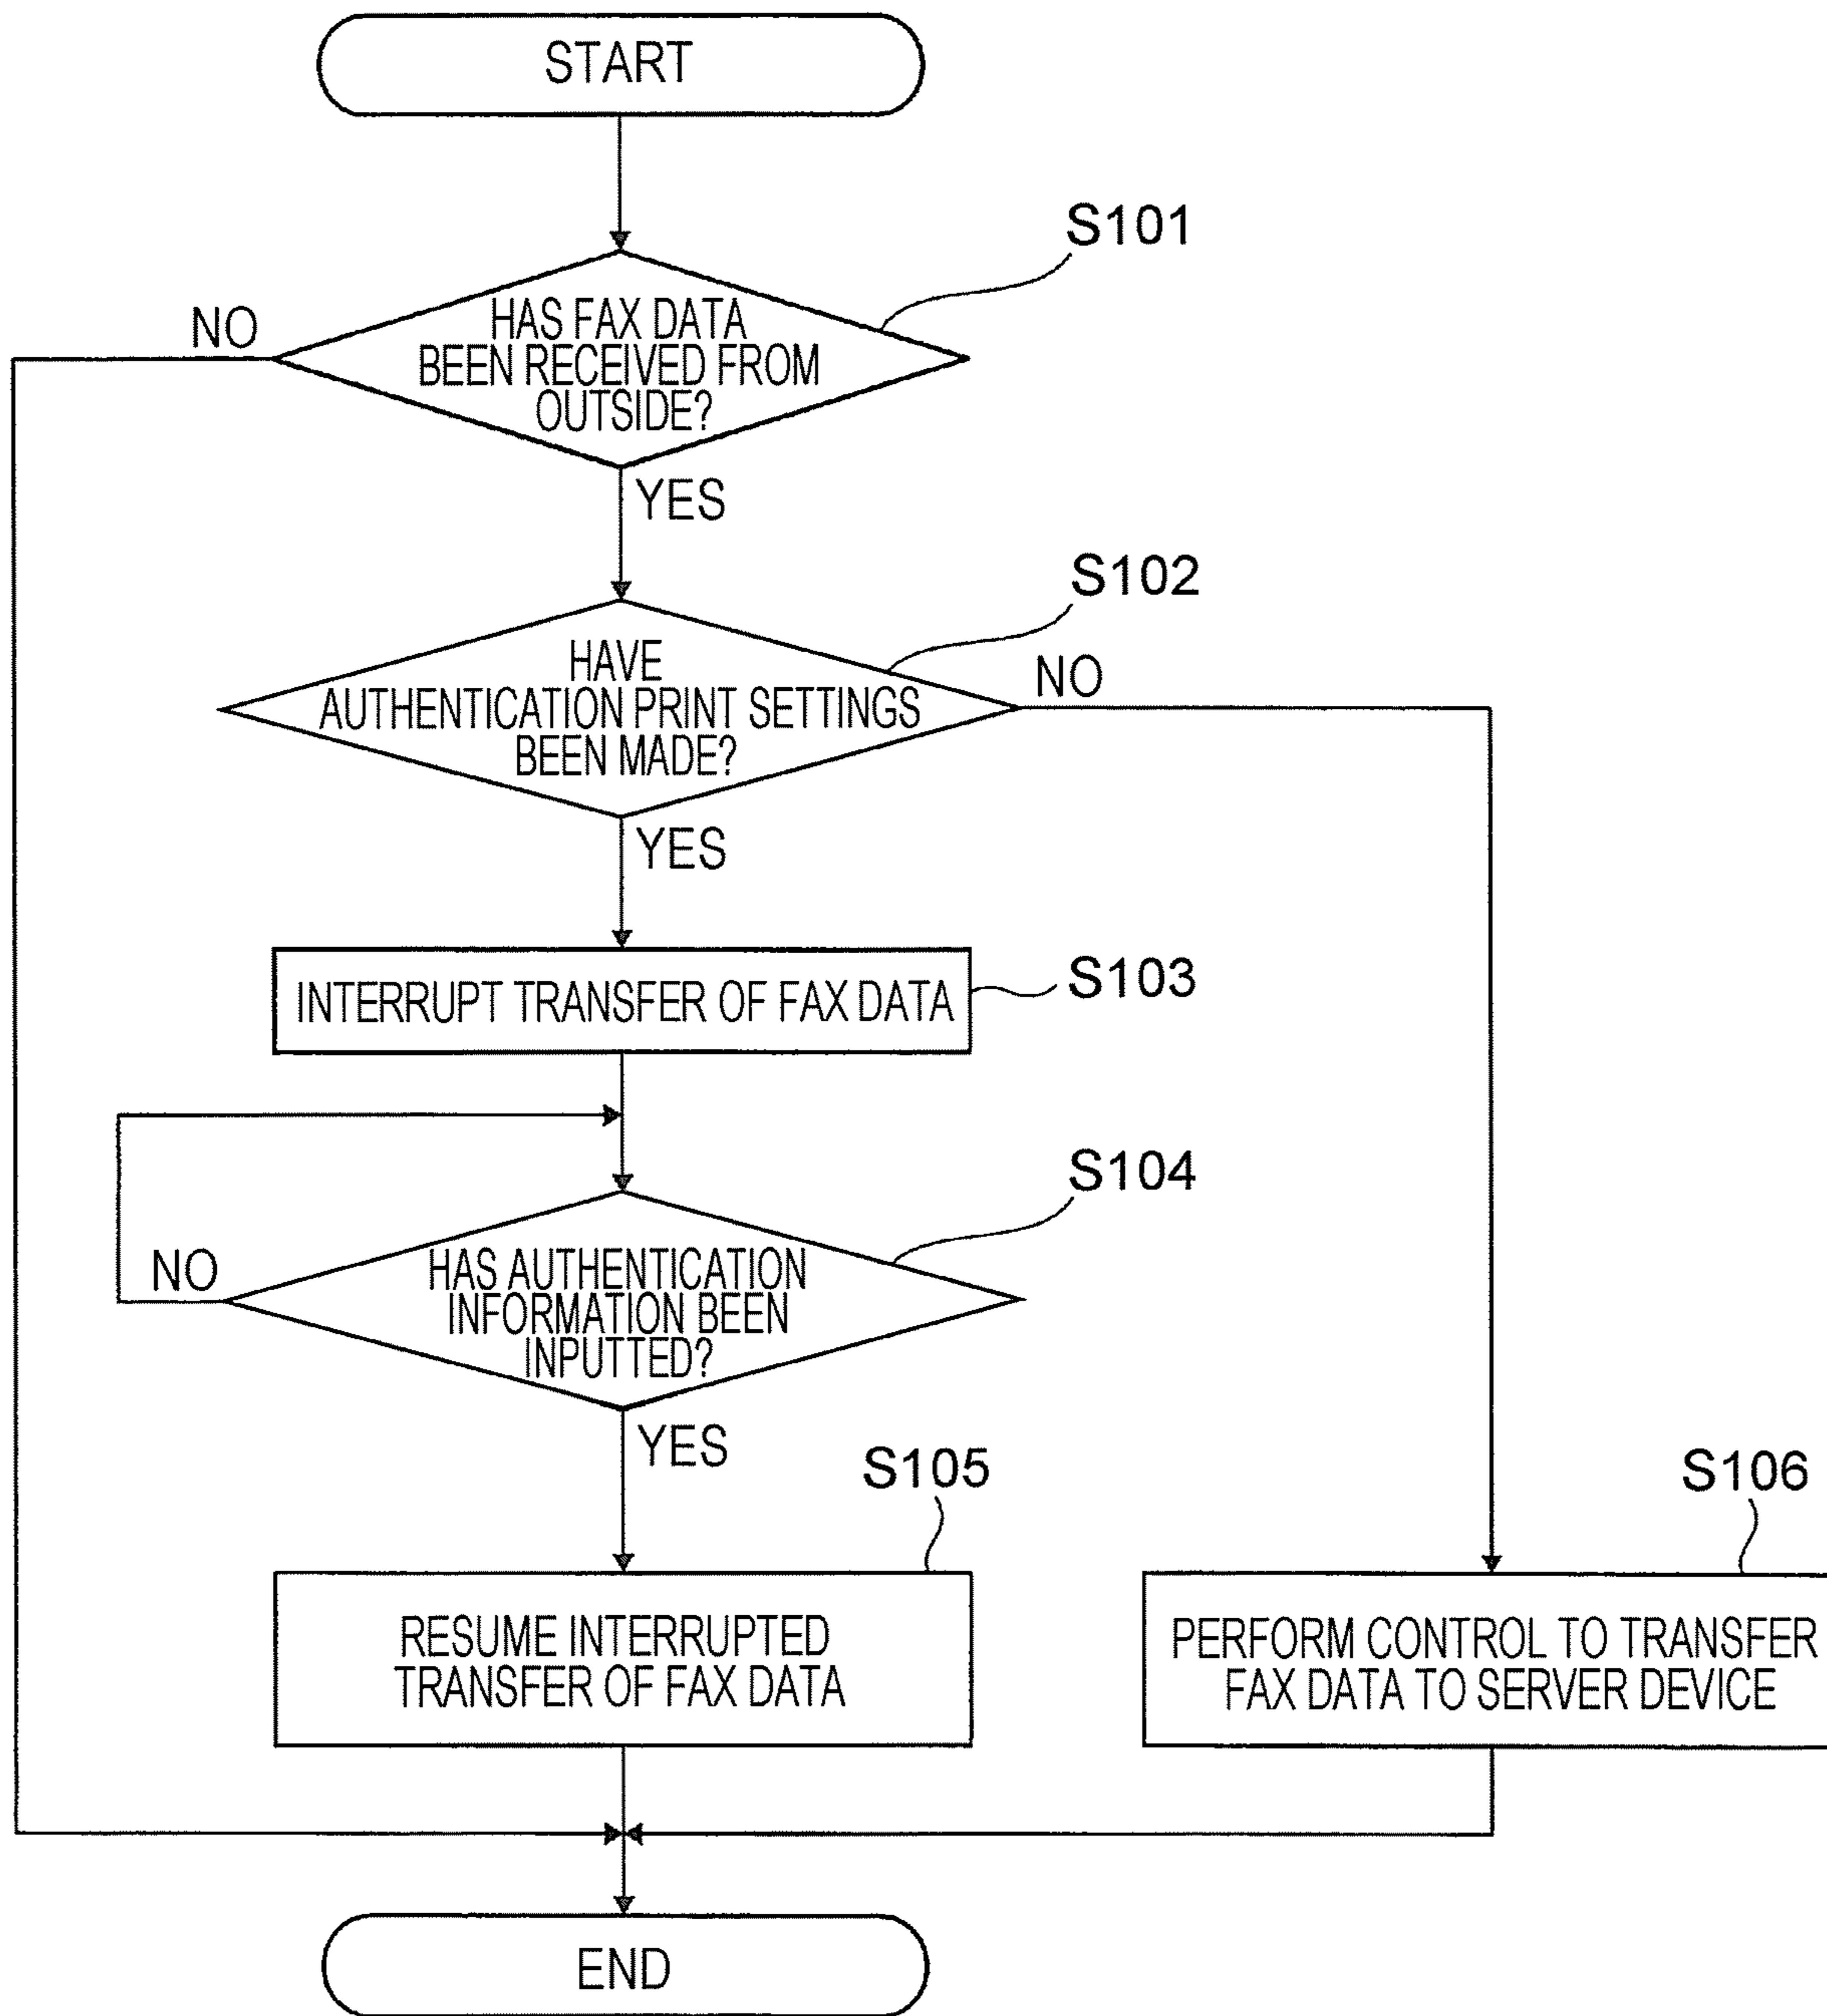 START
S101
NO
HAS FAX DATA
BEEN RECEIVED FROM
OUTSIDE?
YES
S102
HAVE
AUTHENTICATION PRINT SETTINGS
BEEN MADE?
NO
YES
INTERRUPT TRANSFER OF FAX DATA
S103
S104
NO
HAS AUTHENTICATION
INFORMATION BEEN
INPUTTED?
YES
S105
S106
RESUME INTERRUPTED
TRANSFER OF FAX DATA
PERFORM CONTROL TO TRANSFER
FAX DATA TO SERVER DEVICE
END